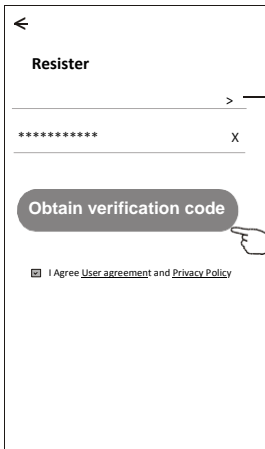 Resister
>
*********** X
Obtain verification code
I Agree User agreement and Privacy Policy